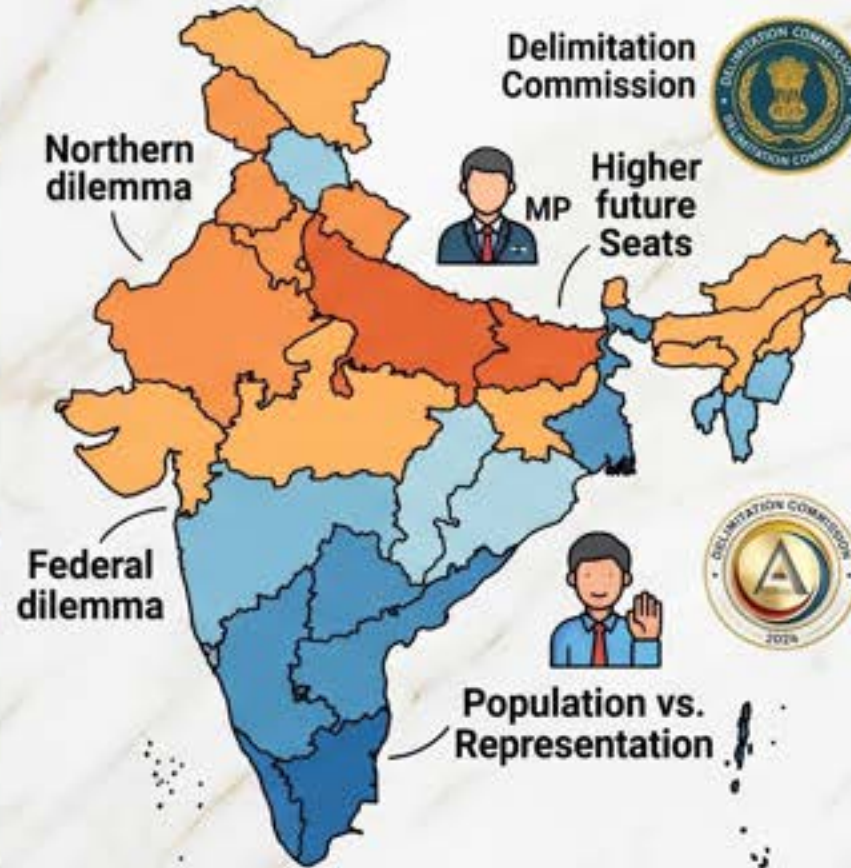 Delimitation
Commission
DELIMITATION COMMISSION
DELIMITATION COMMISSION
Northern
dilemma
MP
Higher
future
Seats
Federal
dilemma
DELIMITATION COMMISSION
A
2024
Population vs.
Representation